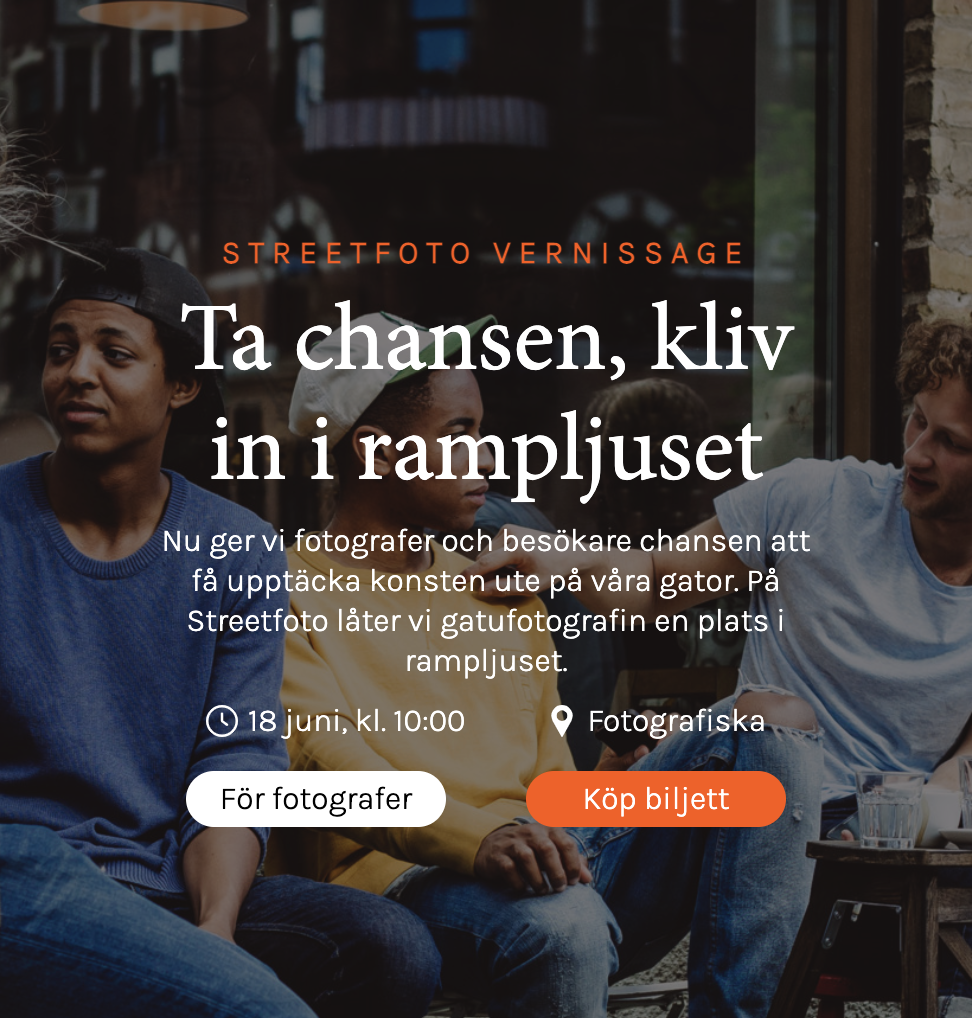 STREETFOTO VERNISSAGE
Ta chansen, kliv
in i rampljuset
Nu ger vi fotografer och besökare chansen att
få upptäcka konsten ute på våra gator. På
Streetfoto låter vi gatufotografin en plats i
rampljuset.
18 juni, kl. 10:00 Fotografiska
För fotografer Köp biljett